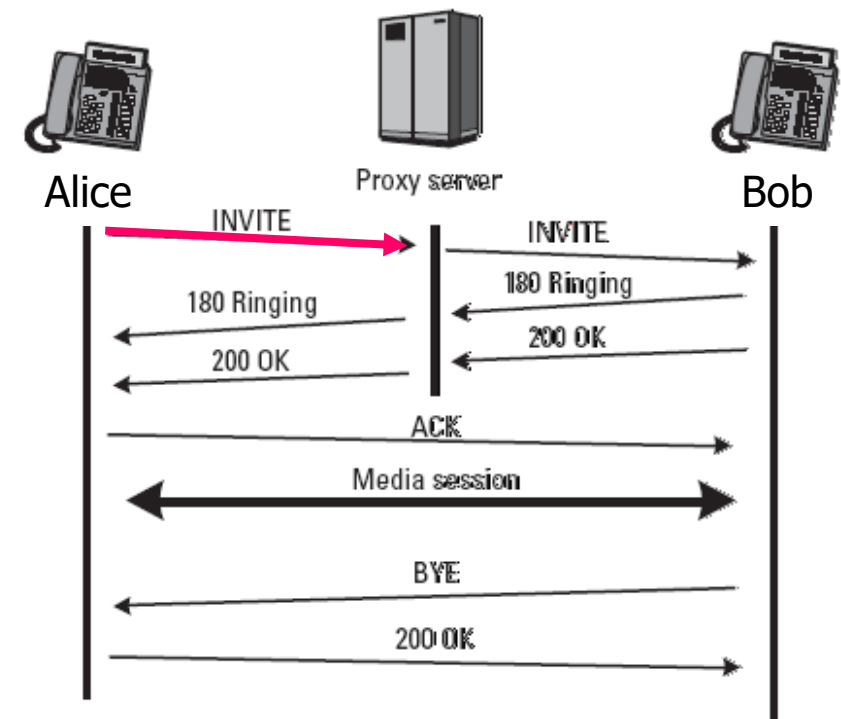 Proxy server
Alice
Bob
INVITE
INVITE
180 Ringing
180 Ringing
200 OK
200 OK
ACK
Media session
BYE
200 OK